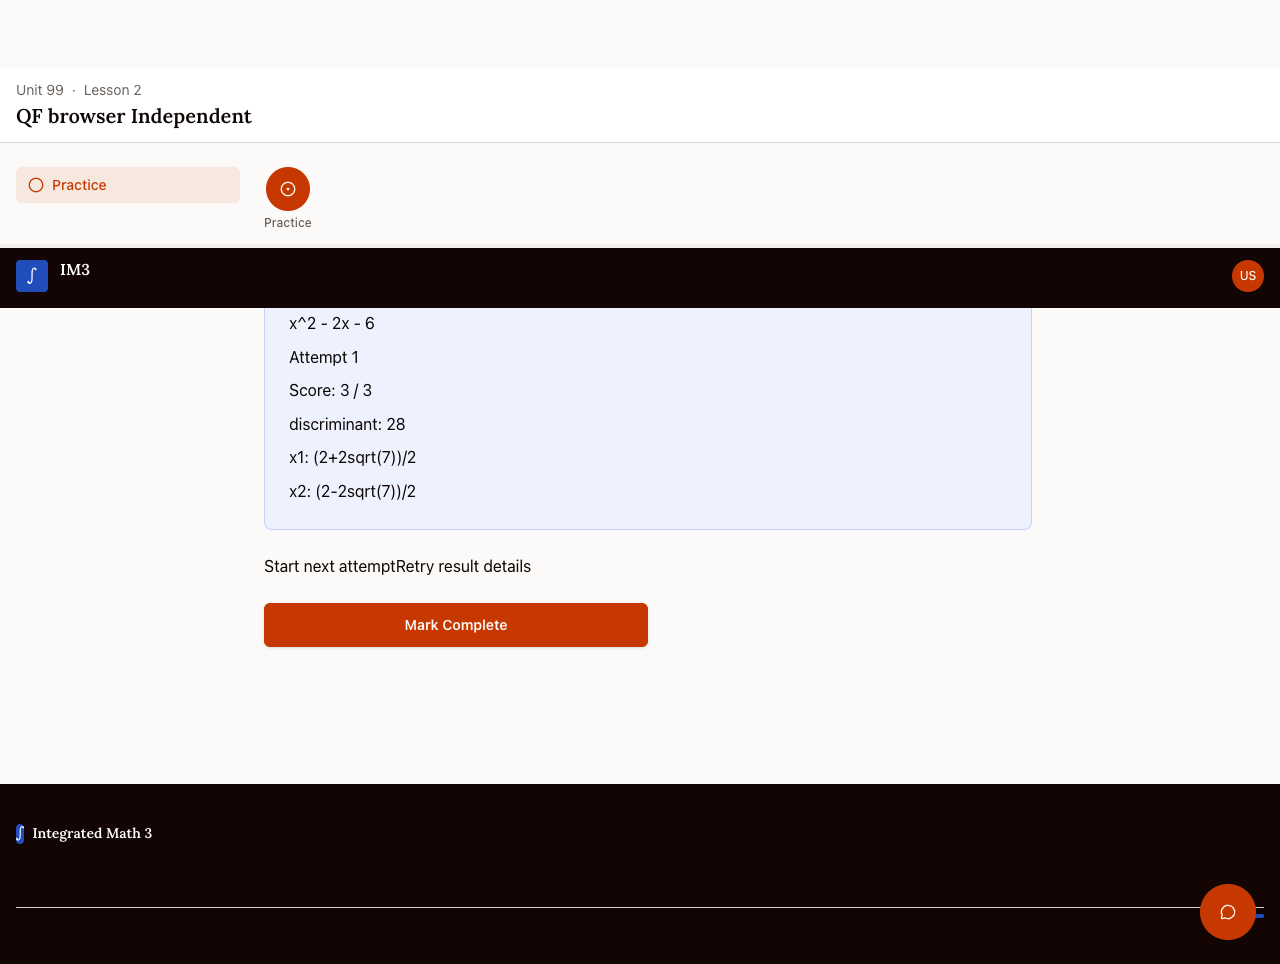 Unit 99 · Lesson 2
QF browser Independent
Practice
Practice
∫ IM3
US
x^2 - 2x - 6
Attempt 1
Score: 3 / 3
discriminant: 28
x1: (2+2sqrt(7))/2
x2: (2-2sqrt(7))/2
Start next attemptRetry result details
Mark Complete
∫ Integrated Math 3